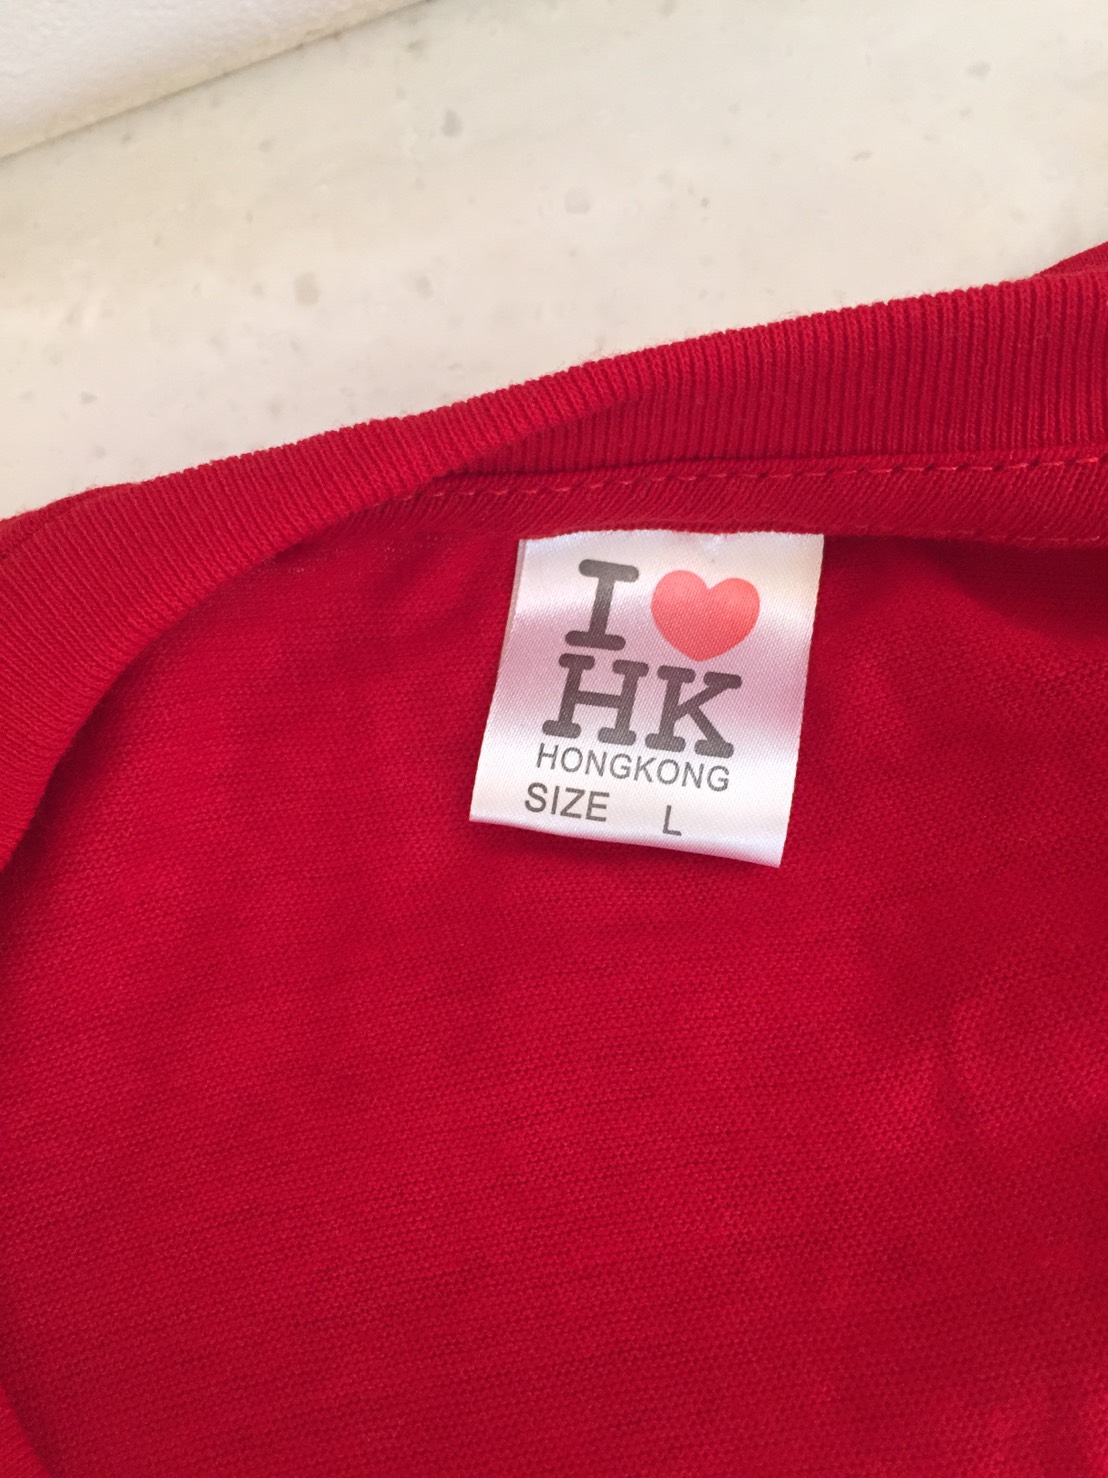 I ❤ HK
HONGKONG
SIZE L